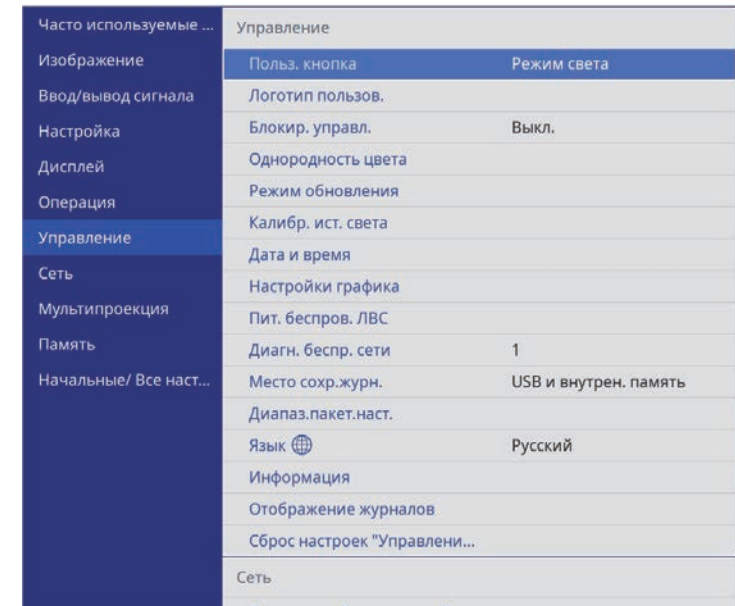 Часто используемые ...
Изображение
Ввод/вывод сигнала
Настройка
Дисплей
Операция
Управление
Сеть
Мультипроекция
Память
Начальные/ Все наст...
Управление
Польз. кнопка Режим света
Логотип пользов.
Блокир. управл. Выкл.
Однородность цвета
Режим обновления
Калибр. ист. света
Дата и время
Настройки графика
Пит. беспров. ЛВС
Диагн. беспр. сети 1
Место сохр.журн. USB и внутрен. память
Диапаз.пакет.наст.
Язык Русский
Информация
Отображение журналов
Сброс настроек "Управлени...
Сеть